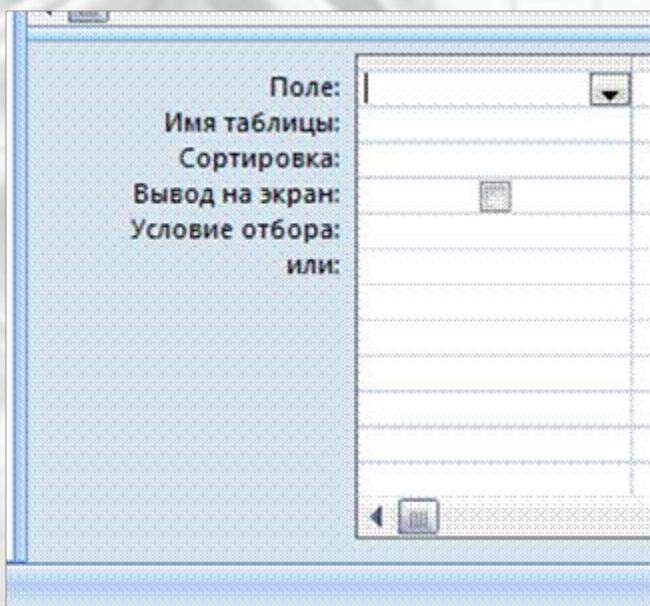 Поле:
Имя таблицы:
Сортировка:
Вывод на экран:
Условие отбора:
или: